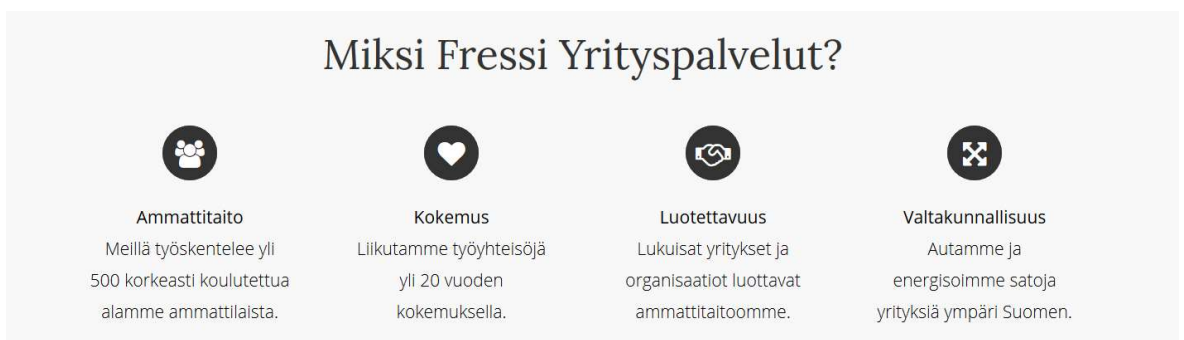 Miksi Fressi Yrityspalvelut?
Ammattitaito
Meillä työskentelee yli
500 korkeasti koulutettua
alamme ammattilaista.
Kokemus
Liikutamme työyhteisöjä
yli 20 vuoden
kokemuksella.
Luotettavuus
Lukuisat yritykset ja
organisaatiot luottavat
ammattitaitoomme.
Valtakunnallisuus
Autamme ja
energisoimme satoja
yrityksiä ympäri Suomen.